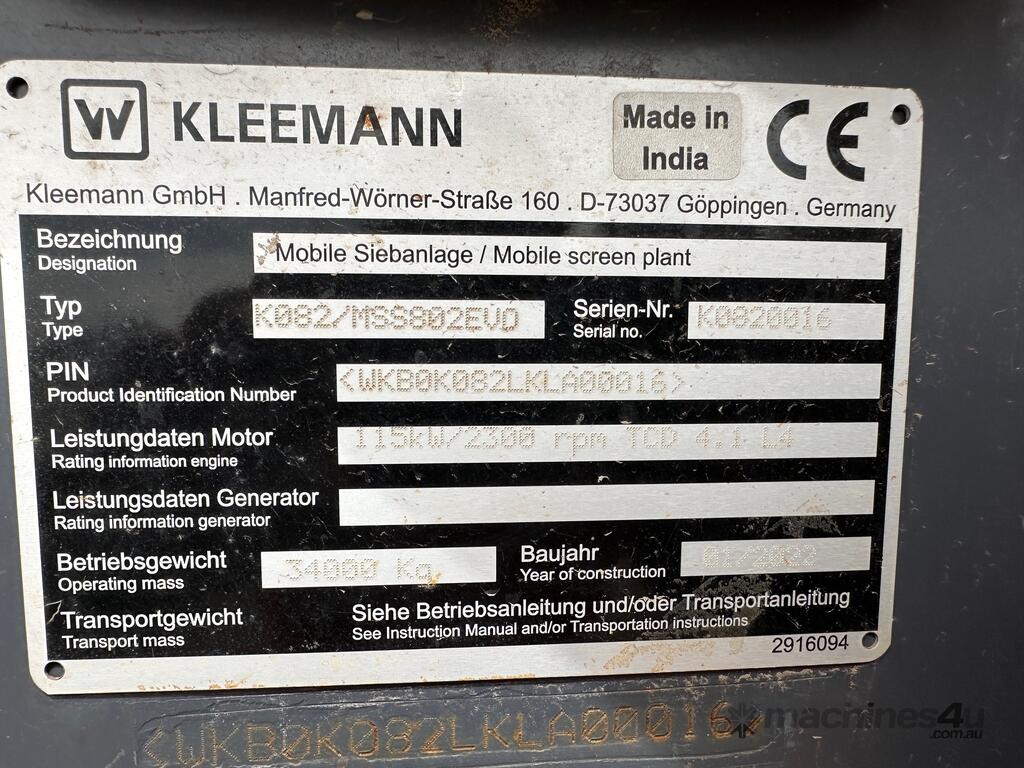 W KLEEMANN
Made in
India
CE
Kleemann GmbH . Manfred-Wörner-Straße 160 . D-73037 Göppingen . Germany
Bezeichnung
Designation
Mobile Siebanlage / Mobile screen plant
Typ
Type
K082/MSS802EVO
Serien-Nr.
Serial no.
K0820016
PIN
Product Identification Number
<WKB0K082LKLA00016>
Leistungdaten Motor
Rating information engine
115kW/2300 rpm TCD 4.1 L4
Leistungsdaten Generator
Rating information generator
Betriebsgewicht
Operating mass
34000 Kg
Baujahr
Year of construction
01/2022
Transportgewicht
Transport mass
Siehe Betriebsanleitung und/oder Transportanleitung
See Instruction Manual and/or Transportation instructions
2916094
<WKB0K082LKLA00016>
machines4u
.com.au